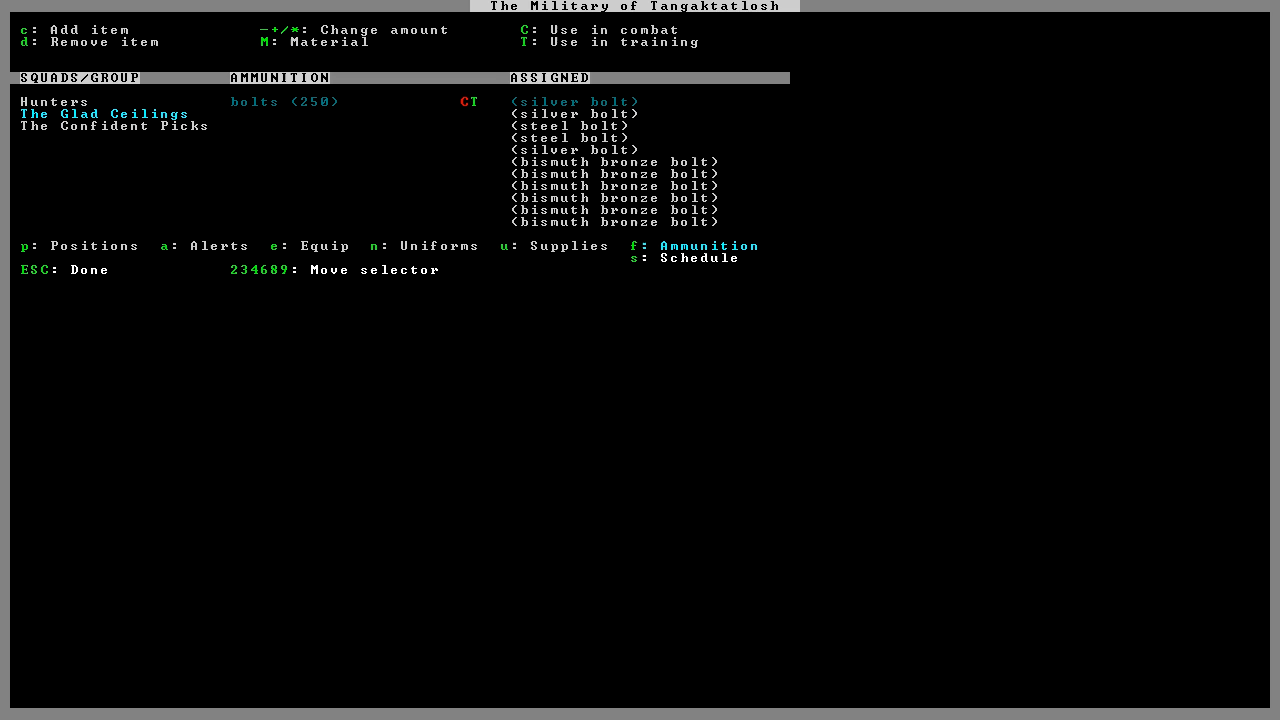 The Military of Tangaktatlosh
c: Add item -+/*: Change amount C: Use in combat
d: Remove item M: Material T: Use in training
SQUADS/GROUP AMMUNITION ASSIGNED
Hunters bolts (250) CT (silver bolt)
The Glad Ceilings (silver bolt)
The Confident Picks (steel bolt)
(steel bolt)
(silver bolt)
(bismuth bronze bolt)
(bismuth bronze bolt)
(bismuth bronze bolt)
(bismuth bronze bolt)
(bismuth bronze bolt)
(bismuth bronze bolt)
p: Positions a: Alerts e: Equip n: Uniforms u: Supplies f: Ammunition
s: Schedule
ESC: Done 234689: Move selector